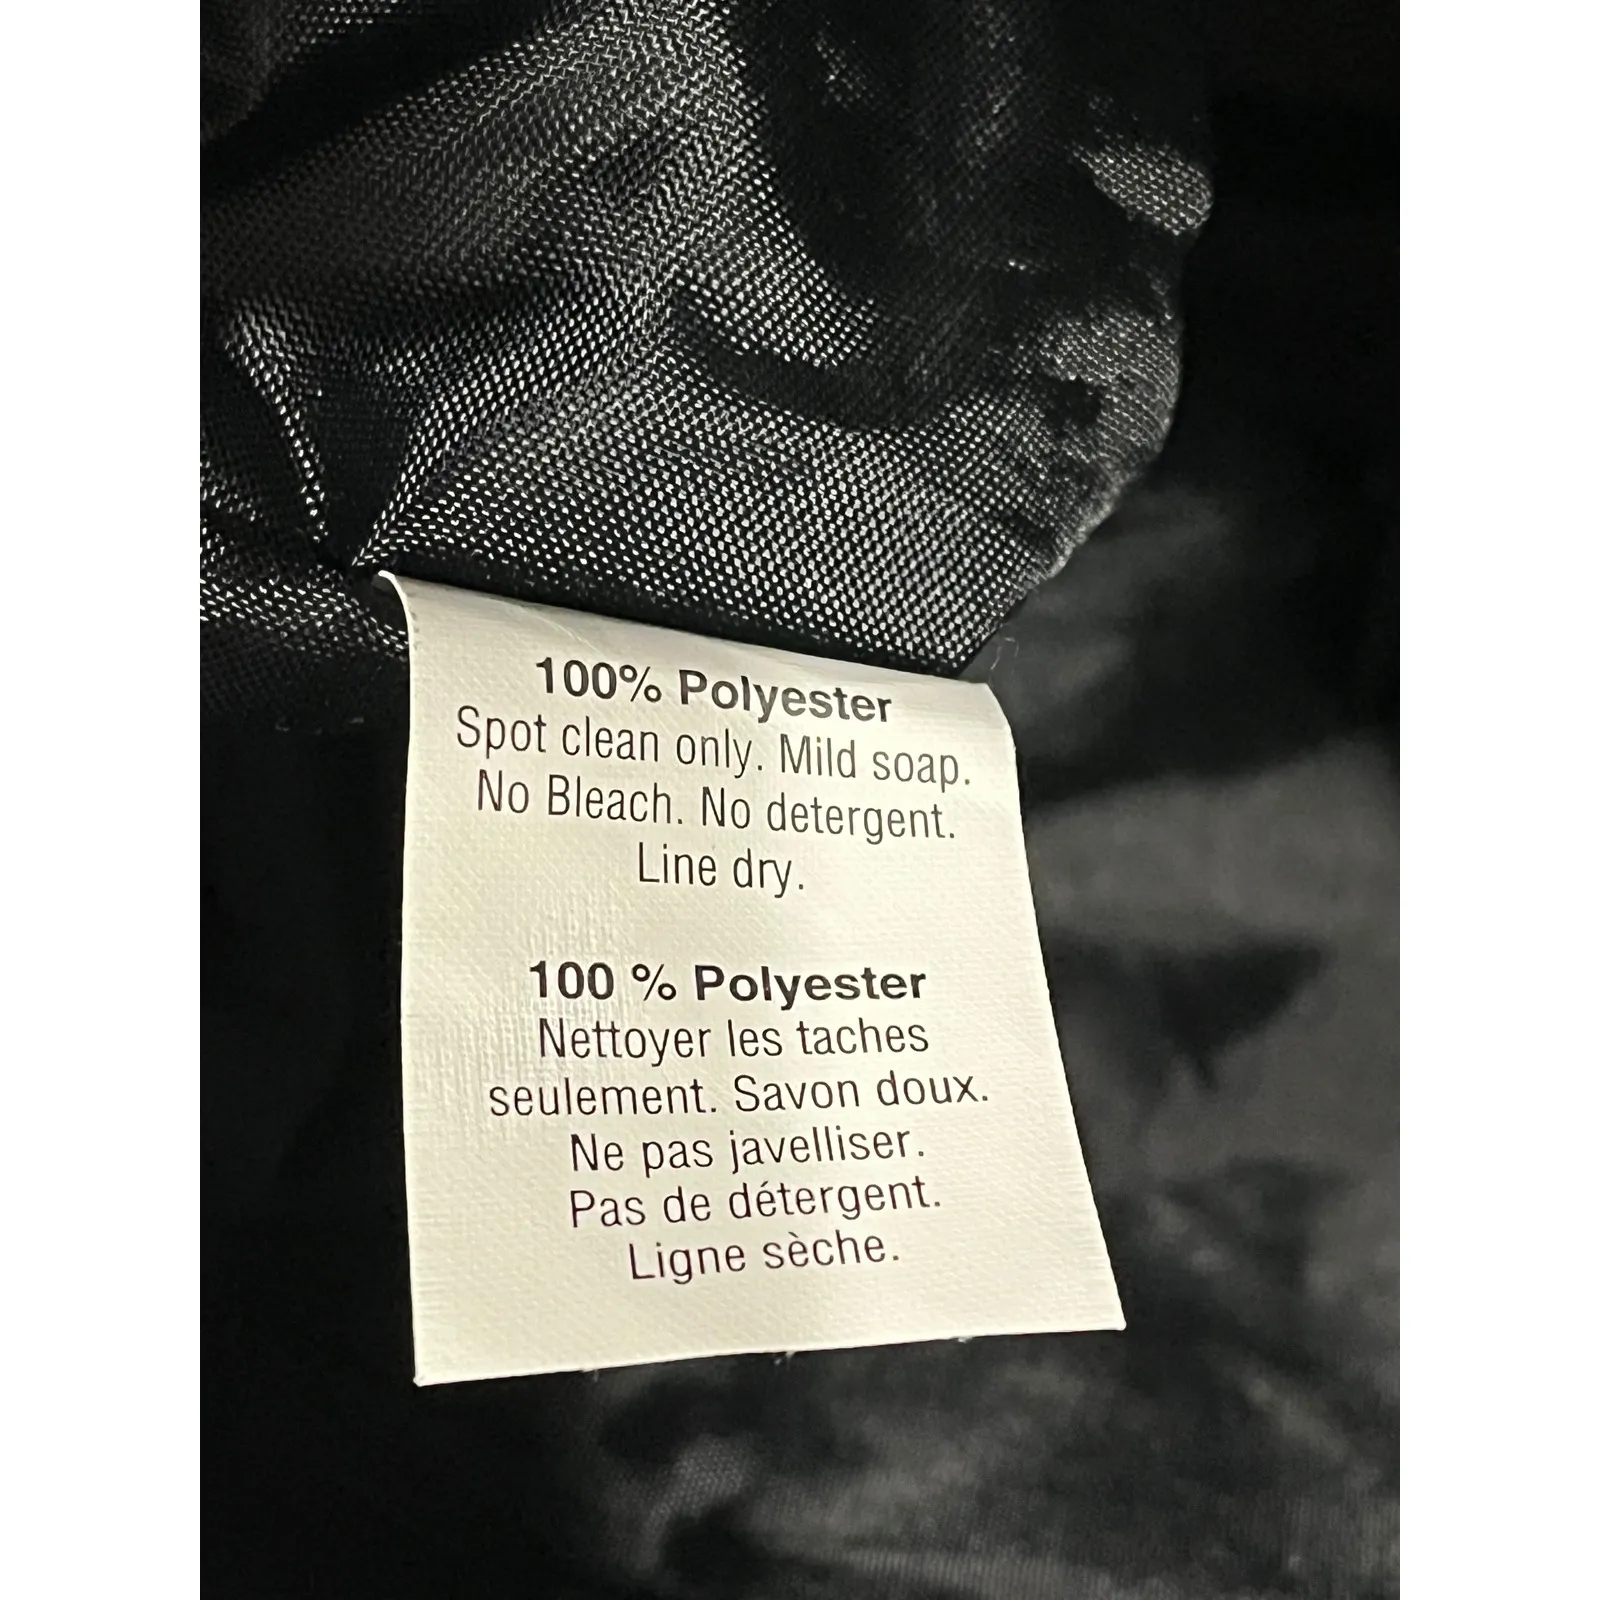 100% Polyester
Spot clean only. Mild soap.
No Bleach. No detergent.
Line dry.
100 % Polyester
Nettoyer les taches
seulement. Savon doux.
Ne pas javelliser.
Pas de détergent.
Ligne sèche.